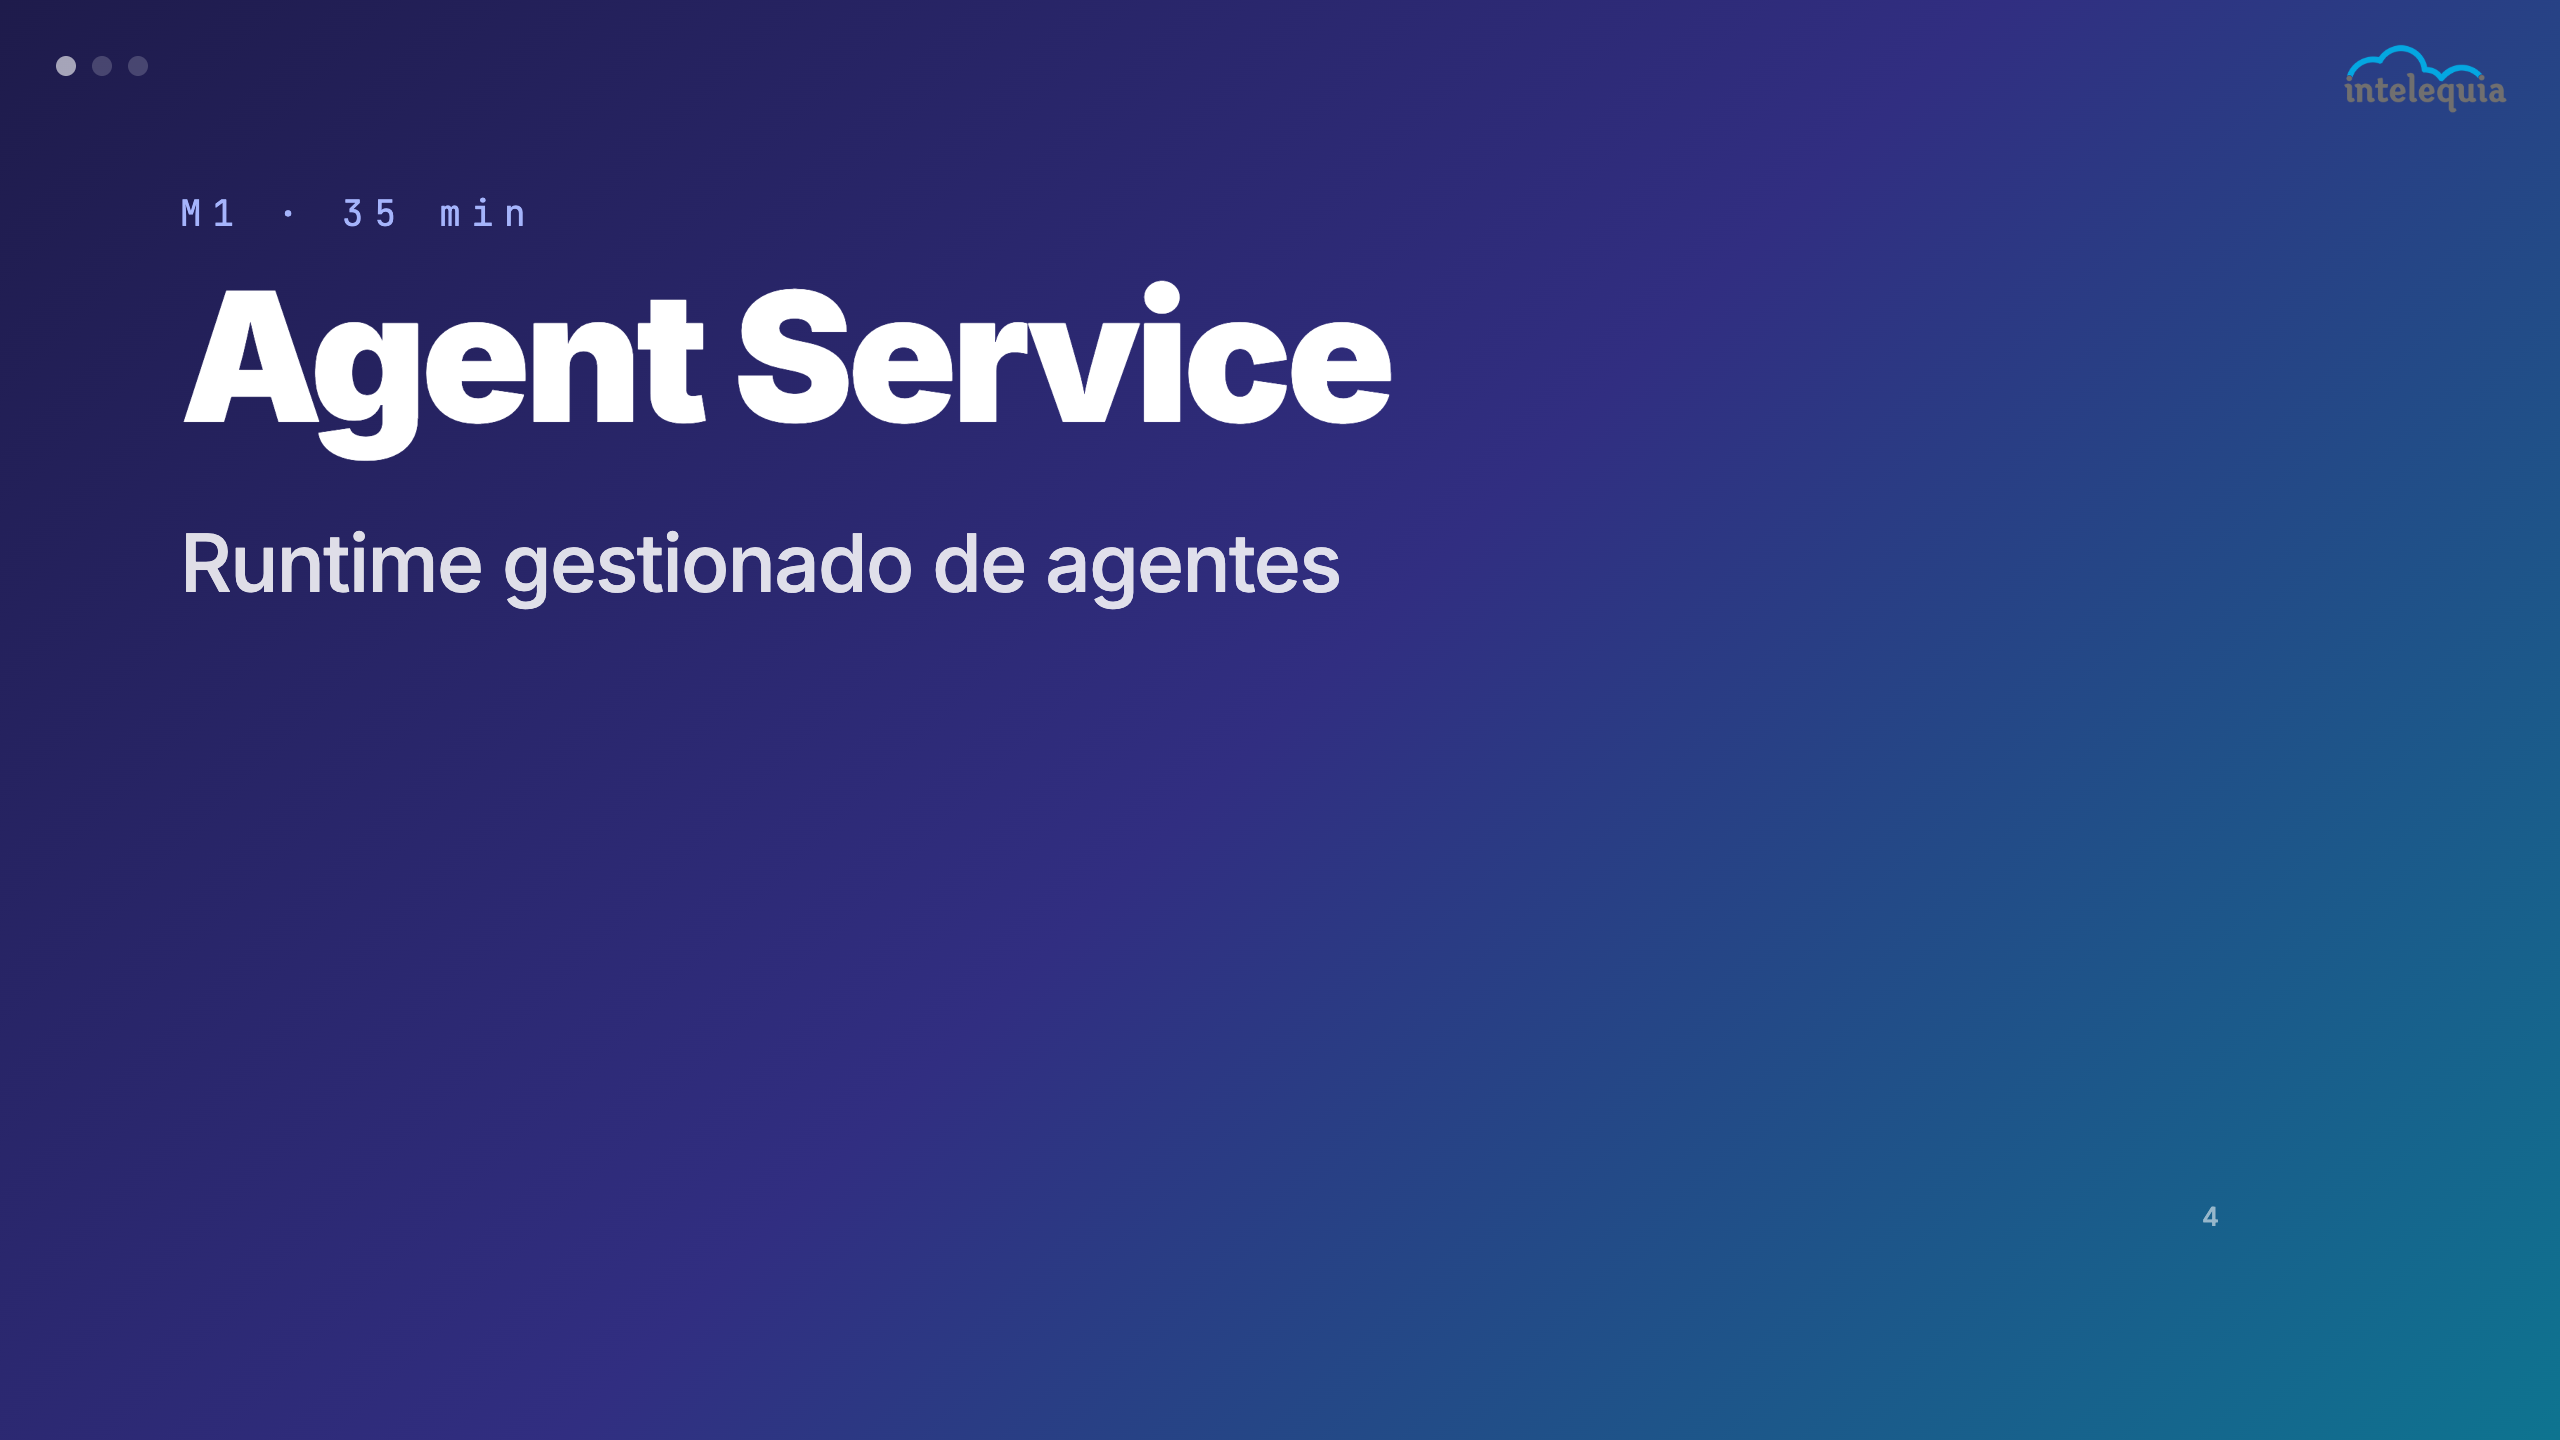 intelequia
M1 · 35 min
Agent Service
Runtime gestionado de agentes
4